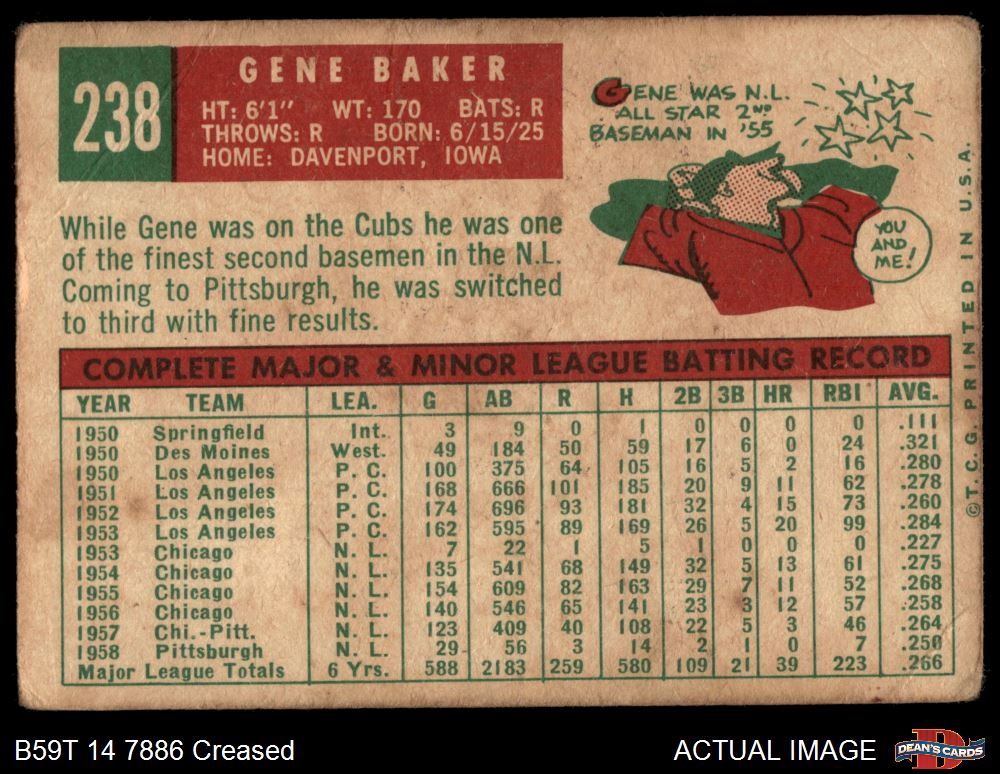 238
GENE BAKER
HT: 6'1" WT: 170 BATS: R
THROWS: R BORN: 6/15/25
HOME: DAVENPORT, IOWA
GENE WAS N.L.
ALL STAR 2ND
BASEMAN IN '55
YOU
AND
ME!
While Gene was on the Cubs he was one
of the finest second basemen in the N.L.
Coming to Pittsburgh, he was switched
to third with fine results.
COMPLETE MAJOR & MINOR LEAGUE BATTING RECORD
YEAR TEAM LEA. G AB R H 2B 3B HR RBI AVG.
1950 Springfield Int. 3 9 0 1 0 0 0 0 .111
1950 Des Moines West. 49 184 50 59 17 6 0 24 .321
1950 Los Angeles P. C. 100 375 64 105 16 5 2 16 .280
1951 Los Angeles P. C. 168 666 101 185 20 9 11 62 .278
1952 Los Angeles P. C. 174 696 93 181 32 4 15 73 .260
1953 Los Angeles P. C. 162 595 89 169 26 5 20 99 .284
1953 Chicago N. L. 7 22 1 5 1 0 0 0 .227
1954 Chicago N. L. 135 541 68 149 32 5 13 61 .275
1955 Chicago N. L. 154 609 82 163 29 7 11 52 .268
1956 Chicago N. L. 140 546 65 141 23 3 12 57 .258
1957 Chi.-Pitt. N. L. 123 409 40 108 22 5 3 46 .264
1958 Pittsburgh N. L. 29 56 3 14 2 1 0 7 .250
Major League Totals 6 Yrs. 588 2183 259 580 109 21 39 223 .266
©T. C. G. PRINTED IN U.S.A.
B59T 14 7886 Creased
ACTUAL IMAGE
D
DEAN'S CARDS